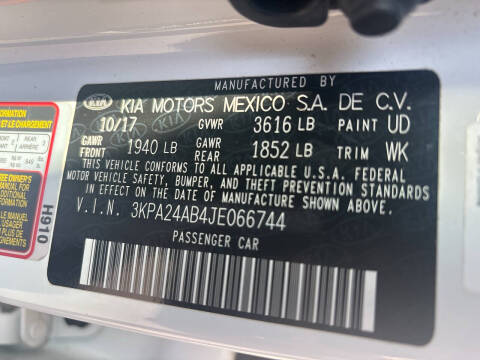 MANUFACTURED BY
KIA KIA MOTORS MEXICO S.A. DE C.V.
10/17 GVWR 3616 LB PAINT UD
GAWR FRONT 1940 LB GAWR REAR 1852 LB TRIM WK
THIS VEHICLE CONFORMS TO ALL APPLICABLE U.S.A. FEDERAL
MOTOR VEHICLE SAFETY, BUMPER, AND THEFT PREVENTION STANDARDS
IN EFFECT ON THE DATE OF MANUFACTURE SHOWN ABOVE.
V.I.N. 3KPA24AB4JE066744
PASSENGER CAR
H910